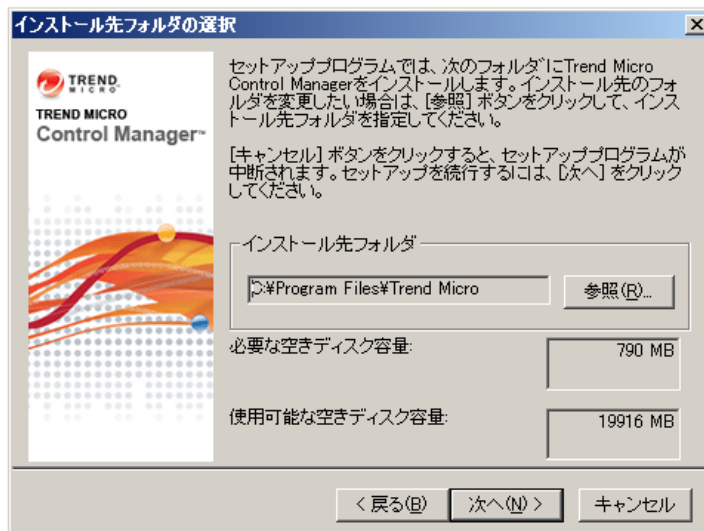 インストール先フォルダの選択
TREND
MICRO
TREND MICRO
Control Manager™
セットアッププログラムでは、次のフォルダにTrend Micro
Control Managerをインストールします。インストール先のフォ
ルダを変更したい場合は、[参照] ボタンをクリックして、インス
トール先フォルダを指定してください。
[キャンセル] ボタンをクリックすると、セットアッププログラムが
中断されます。セットアップを続行するには、[次へ] をクリック
してください。
インストール先フォルダ
C:¥Program Files¥Trend Micro
参照(R)...
必要な空きディスク容量:
790 MB
使用可能な空きディスク容量:
19916 MB
< 戻る(B)
次へ(N) >
キャンセル